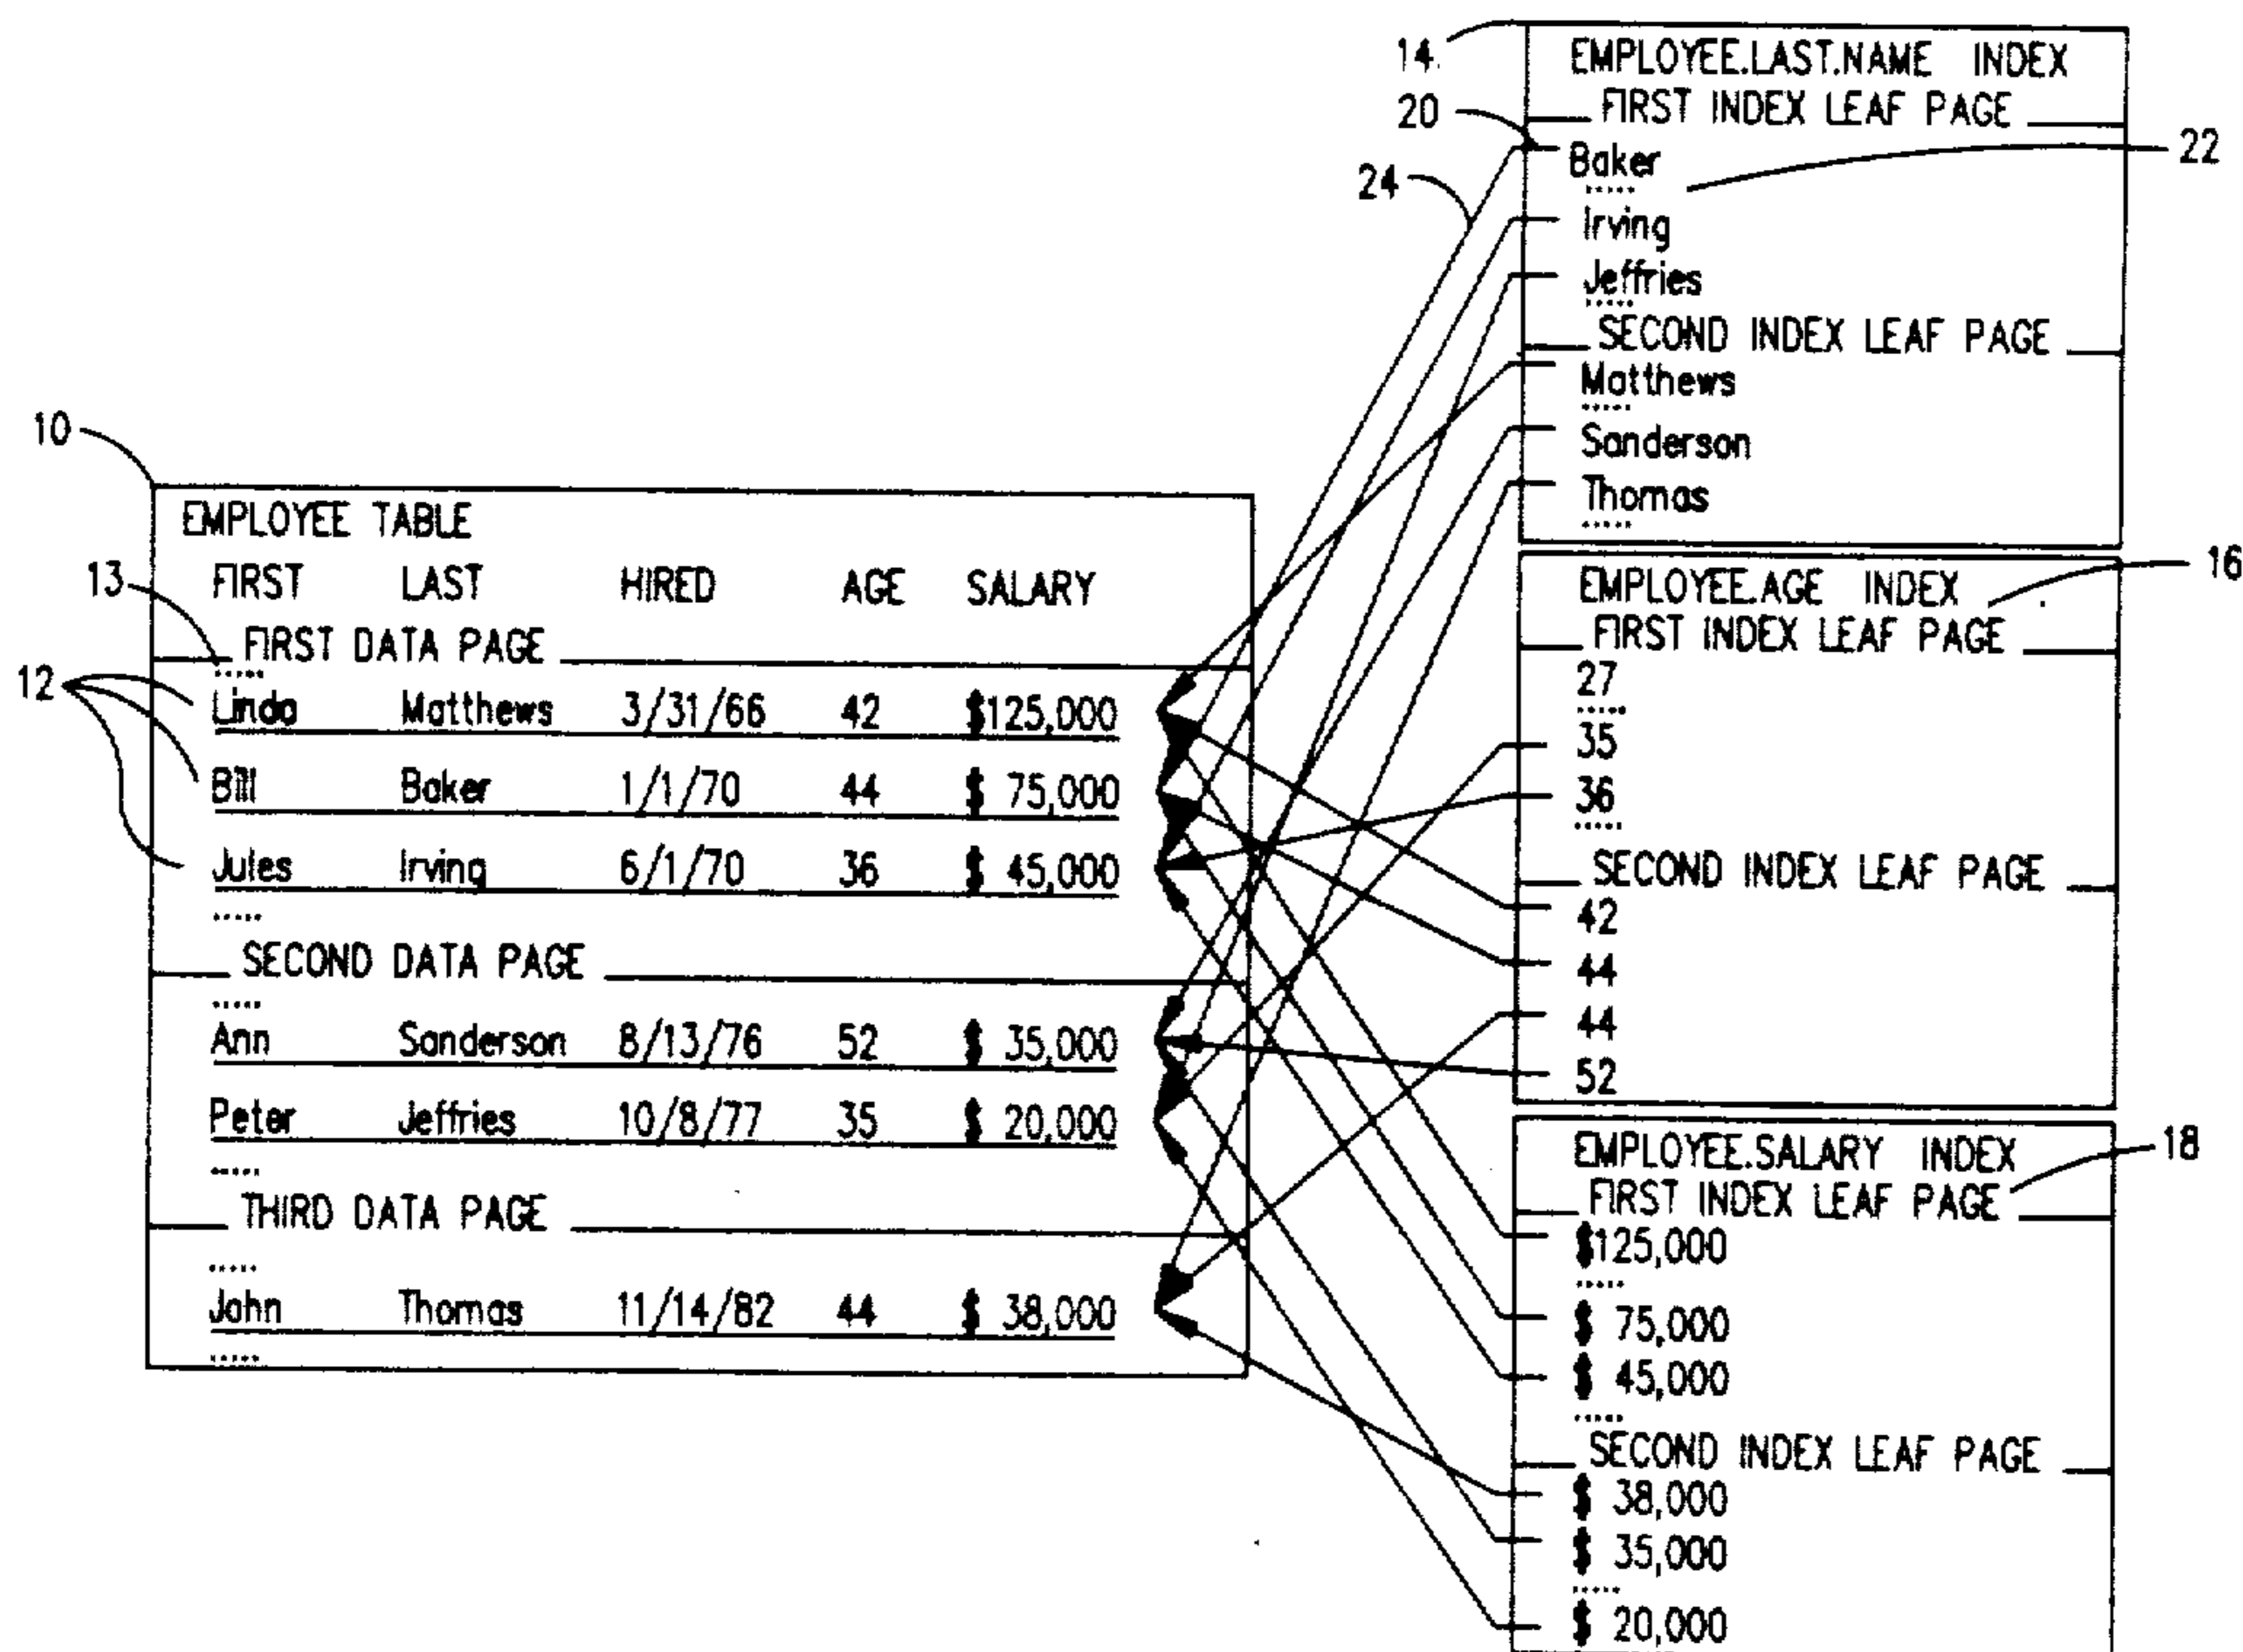 10
EMPLOYEE TABLE
13
FIRST LAST HIRED AGE SALARY
FIRST DATA PAGE
.....
12
Linda Matthews 3/31/66 42 $125,000
Bill Baker 1/1/70 44 $ 75,000
Jules Irving 6/1/70 36 $ 45,000
.....
SECOND DATA PAGE
.....
Ann Sanderson 8/13/76 52 $ 35,000
Peter Jeffries 10/8/77 35 $ 20,000
.....
THIRD DATA PAGE
.....
John Thomas 11/14/82 44 $ 38,000
.....
14
EMPLOYEE.LAST.NAME INDEX
FIRST INDEX LEAF PAGE
20
22
24
Baker
.....
Irving
Jeffries
.....
SECOND INDEX LEAF PAGE
Matthews
.....
Sanderson
Thomas
.....
16
EMPLOYEE.AGE INDEX
FIRST INDEX LEAF PAGE
27
.....
35
36
.....
SECOND INDEX LEAF PAGE
42
44
44
52
18
EMPLOYEE.SALARY INDEX
FIRST INDEX LEAF PAGE
$125,000
.....
$ 75,000
$ 45,000
.....
SECOND INDEX LEAF PAGE
$ 38,000
$ 35,000
.....
$ 20,000